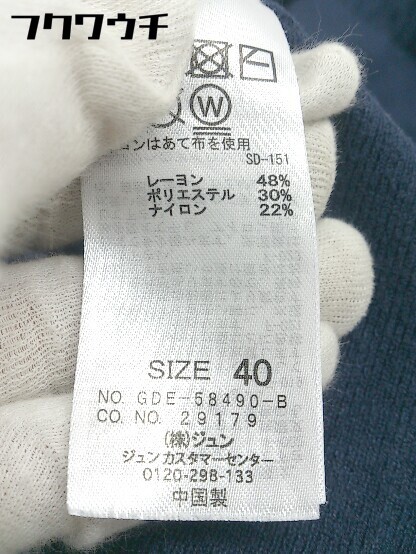 フクワウチ
W
ンはあて布を使用
SD-151
レーヨン 48%
ポリエステル 30%
ナイロン 22%
SIZE 40
NO. GDE-58490-B
CO. NO. 29179
(株)ジュン
ジュン カスタマーセンター
0120-298-133
中国製